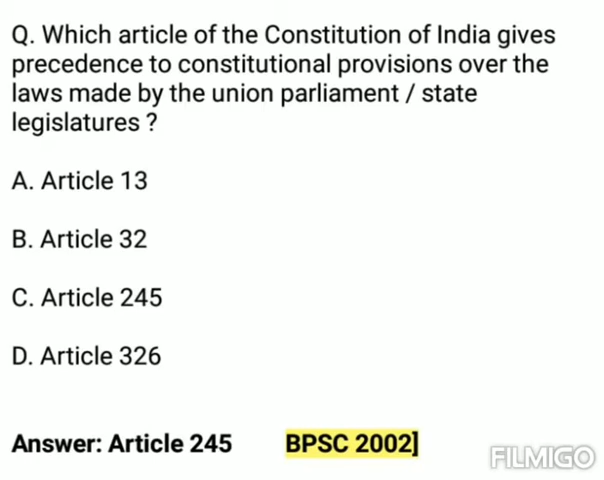 Q. Which article of the Constitution of India gives
precedence to constitutional provisions over the
laws made by the union parliament / state
legislatures ?
A. Article 13
B. Article 32
C. Article 245
D. Article 326
Answer: Article 245 BPSC 2002]
FILMIGO